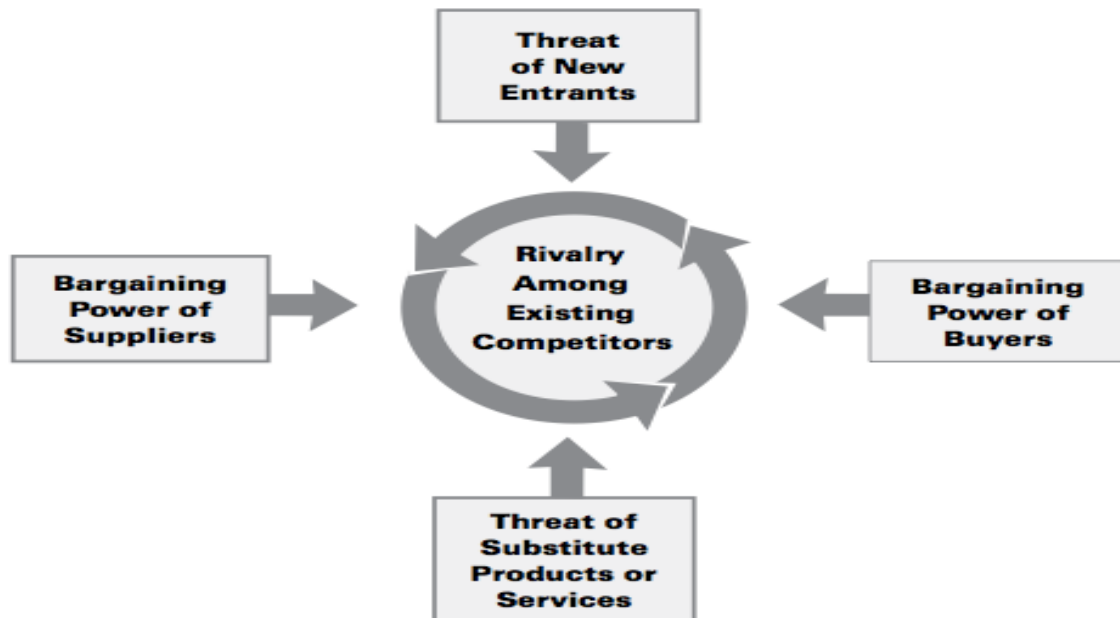 Threat
of New
Entrants
Rivalry
Among
Existing
Competitors
Bargaining
Power of
Suppliers
Bargaining
Power of
Buyers
Threat of
Substitute
Products or
Services